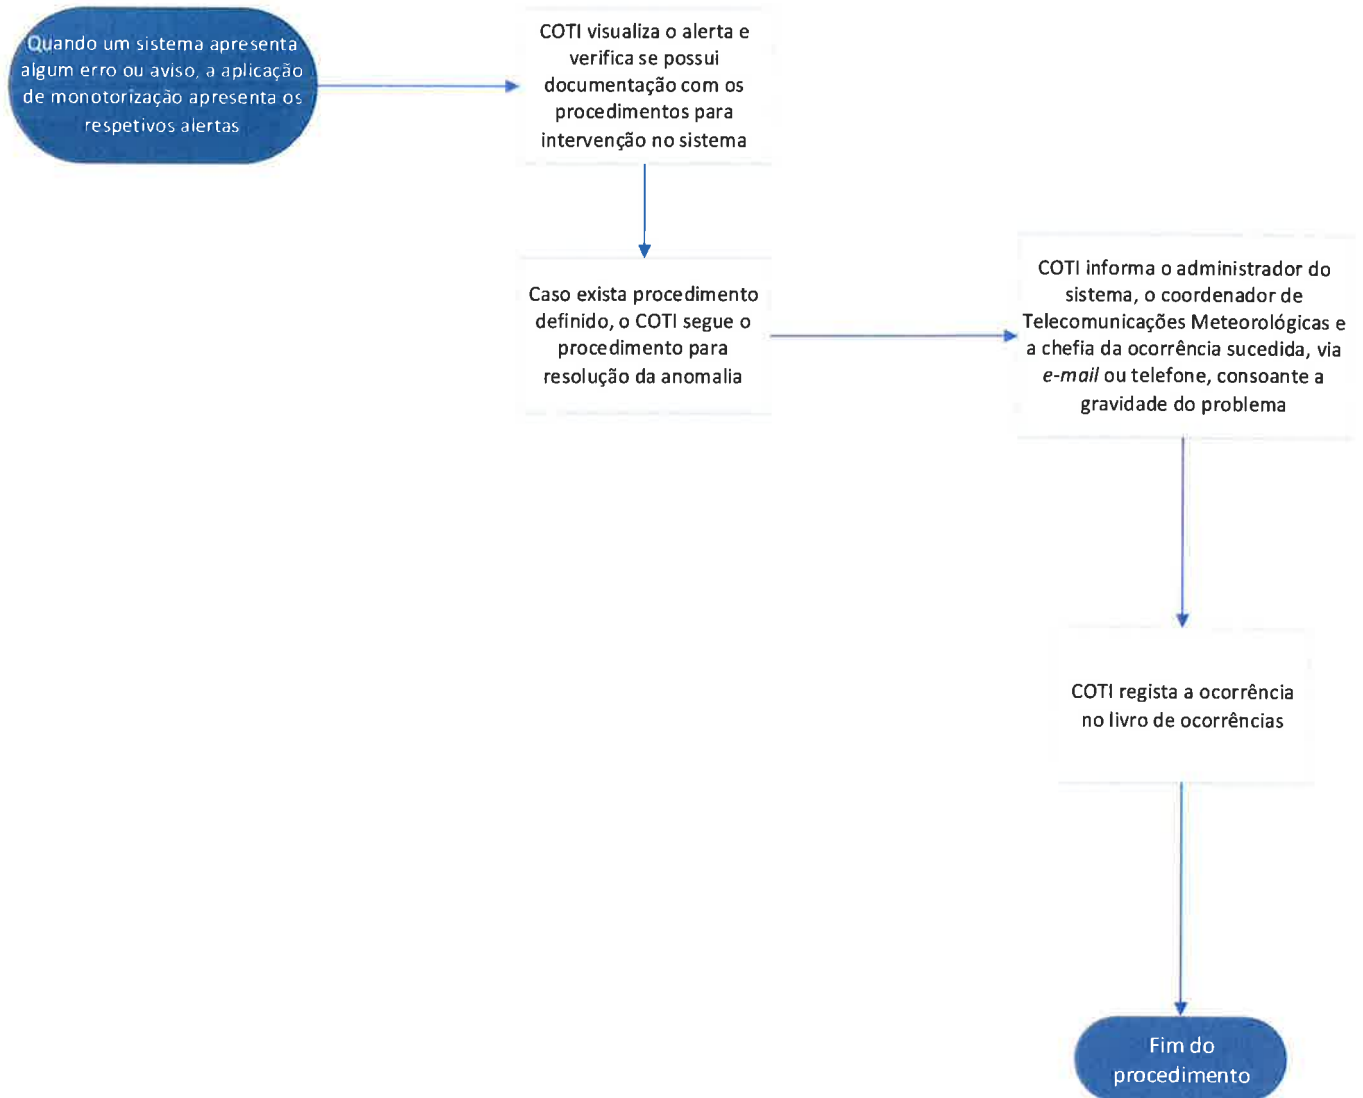 Quando um sistema apresenta
algum erro ou aviso, a aplicação
de monotorização apresenta os
respetivos alertas
COTI visualiza o alerta e
verifica se possui
documentação com os
procedimentos para
intervenção no sistema
Caso exista procedimento
definido, o COTI segue o
procedimento para
resolução da anomalia
COTI informa o administrador do
sistema, o coordenador de
Telecomunicações Meteorológicas e
a chefia da ocorrência sucedida, via
e-mail ou telefone, consoante a
gravidade do problema
COTI regista a ocorrência
no livro de ocorrências
Fim do
procedimento